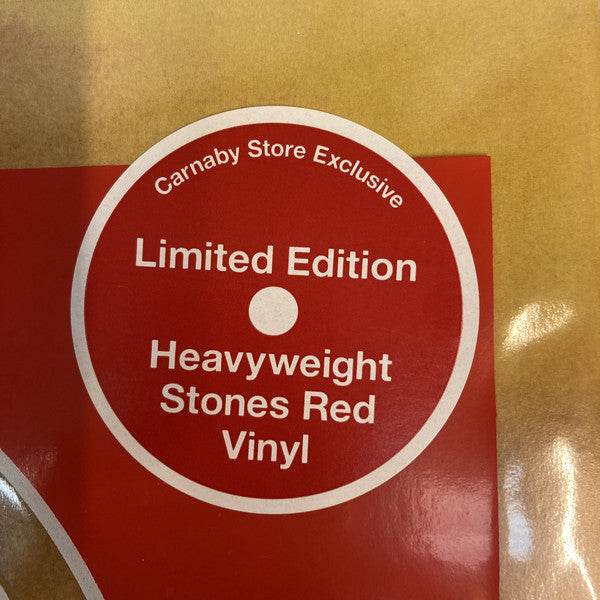 Carnaby Store Exclusive
Limited Edition
Heavyweight
Stones Red
Vinyl